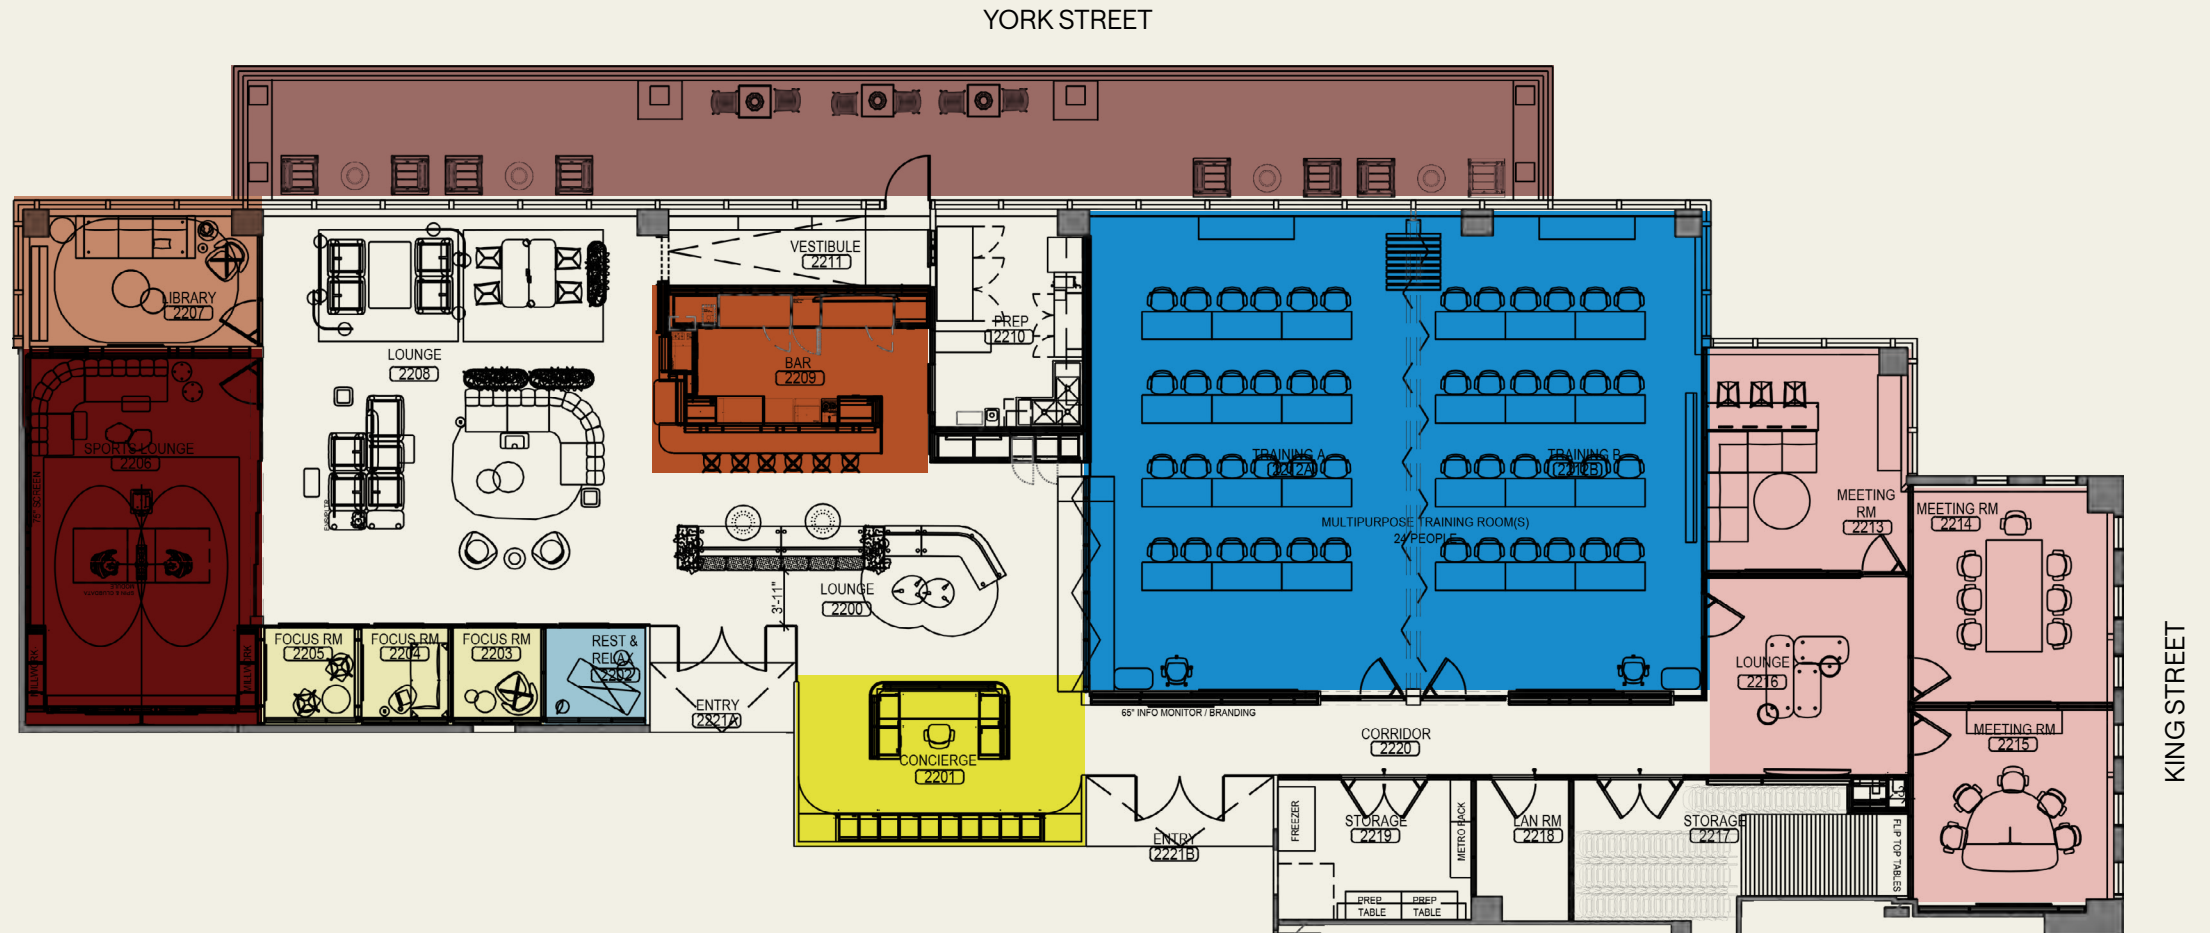 YORK STREET
VESTIBULE
2211
LIBRARY
2207
PREP
2210
LOUNGE
2208
BAR
2209
SPORTS LOUNGE
2206
75" SCREEN
TRAINING A
2212A
TRAINING B
2212B
MULTIPURPOSE TRAINING ROOM(S)
24 PEOPLE
MEETING
RM
2213
MEETING RM
2214
LOUNGE
2200
3'-11"
FOCUS RM
2205
FOCUS RM
2204
FOCUS RM
2203
REST &
RELAX
2202
MILLWORK
MILLWORK
LOUNGE
2216
ENTRY
2221A
65" INFO MONITOR / BRANDING
CORRIDOR
2220
MEETING RM
2215
CONCIERGE
2201
KING STREET
FREEZER
STORAGE
2219
METRO RACK
LAN RM
2218
STORAGE
2217
FLIP TOP TABLES
ENTRY
2221B
PREP
TABLE
PREP
TABLE